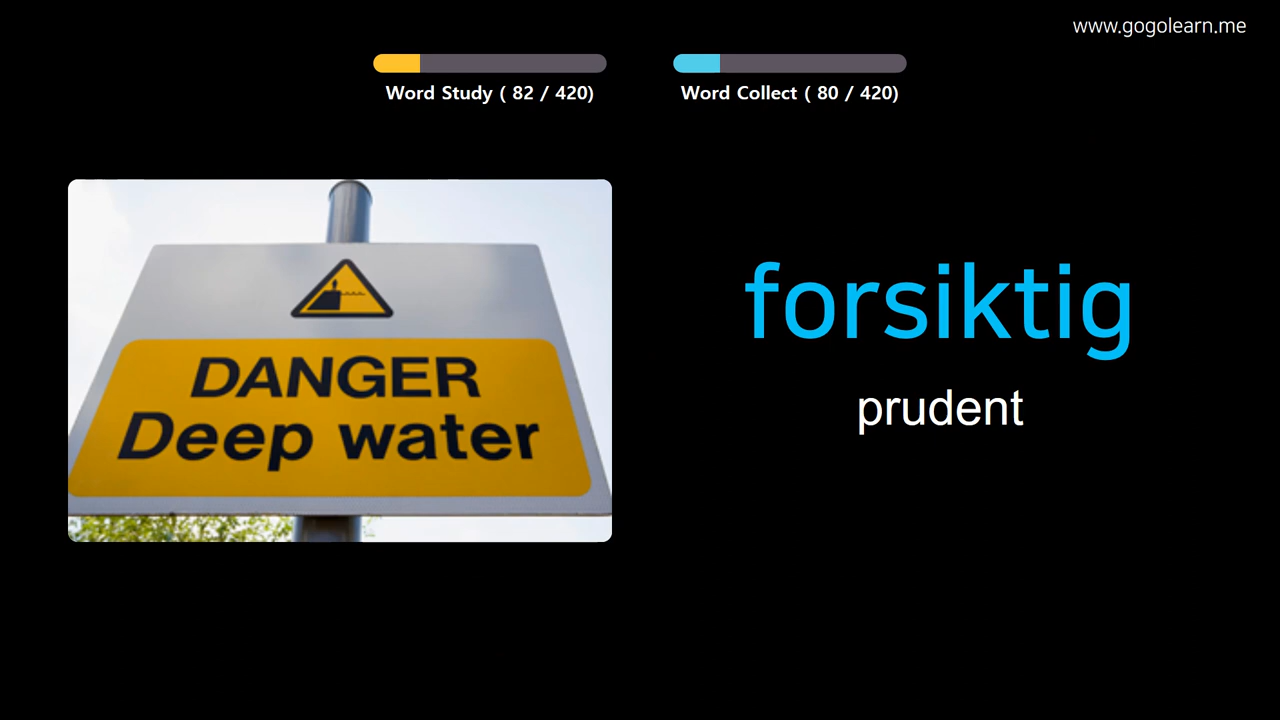 www.gogolearn.me
Word Study ( 82 / 420)
Word Collect ( 80 / 420)
DANGER
Deep water
forsiktig
prudent